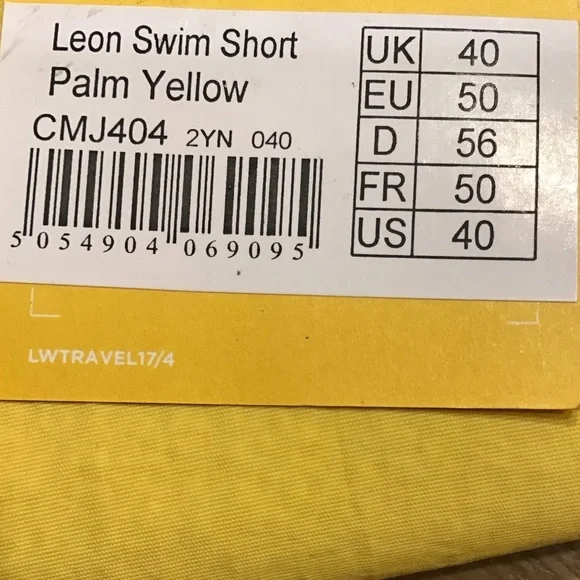 Leon Swim Short
Palm Yellow
CMJ404 2YN 040
5 054904 069095
UK 40
EU 50
D 56
FR 50
US 40
LWTRAVEL17/4